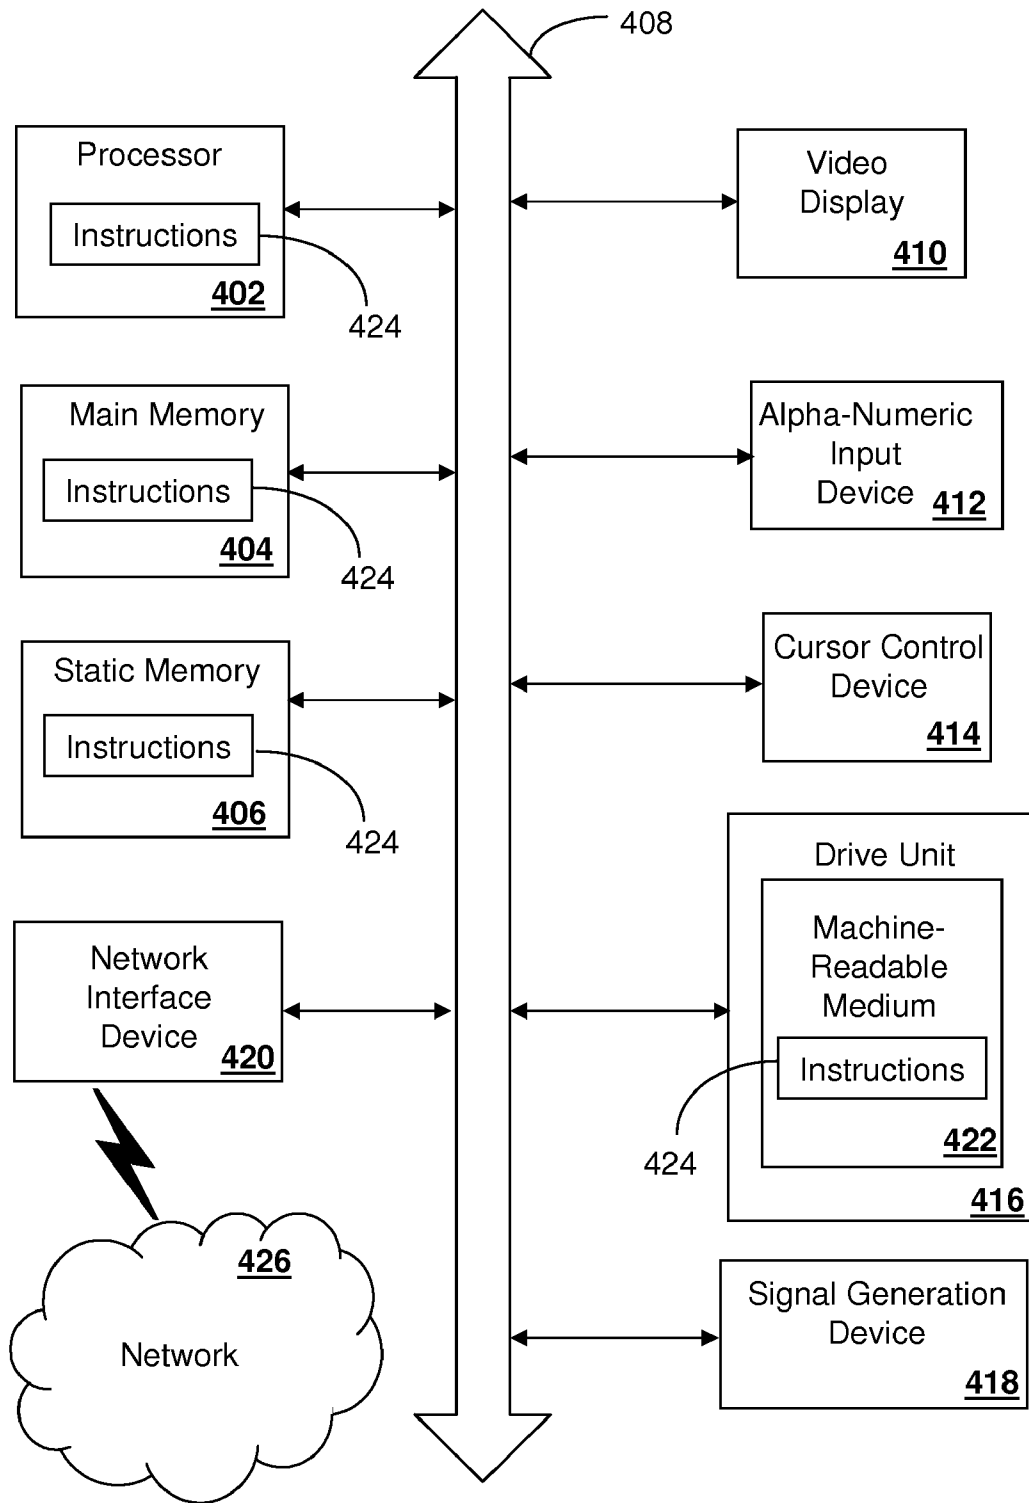 408
Processor
Instructions
402
424
Main Memory
Instructions
404
424
Static Memory
Instructions
406
424
Network
Interface
Device
420
426
Network
Video
Display
410
Alpha-Numeric
Input
Device
412
Cursor Control
Device
414
Drive Unit
Machine-
Readable
Medium
Instructions
422
424
416
Signal Generation
Device
418